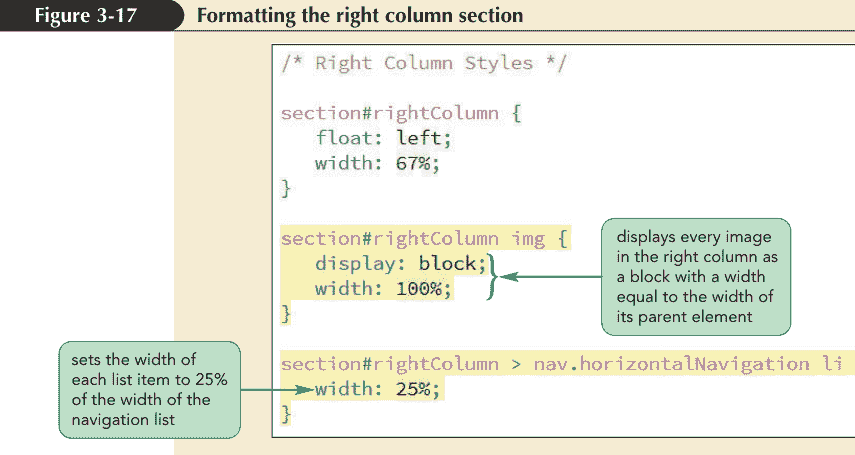 Figure 3-17 Formatting the right column section
/* Right Column Styles */
section#rightColumn {
float: left;
width: 67%;
}
section#rightColumn img {
display: block;
width: 100%;
}
displays every image
in the right column as
a block with a width
equal to the width of
its parent element
section#rightColumn > nav.horizontalNavigation li
width: 25%;
}
sets the width of
each list item to 25%
of the width of the
navigation list